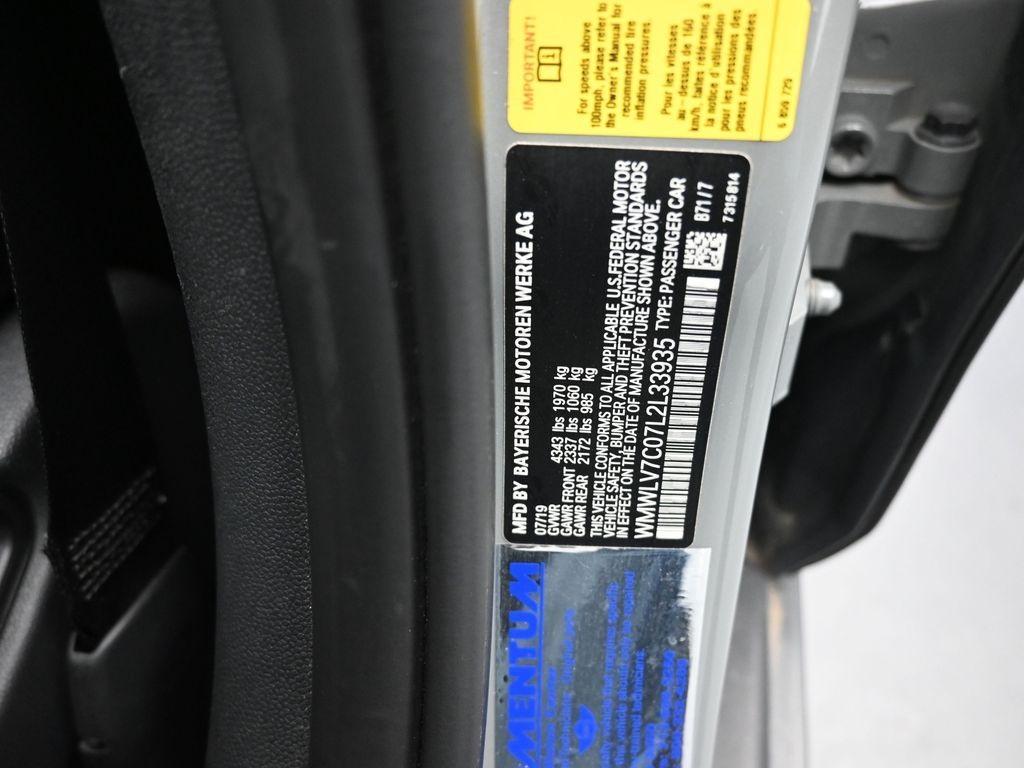 IMPORTANT!
For speeds above
100mph, please refer to
the Owner's Manual for
recommended tire
inflation pressures
Pour les vitesses
au-dessus de 160
km/h, faites référence à
la notice d'utilisation
pour les pressions des
pneus recommandées
6 859 729
MFD BY BAYERISCHE MOTOREN WERKE AG
07/19
GVWR 4343 lbs 1970 kg
GAWR FRONT 2337 lbs 1060 kg
GAWR REAR 2172 lbs 985 kg
THIS VEHICLE CONFORMS TO ALL APPLICABLE U.S.FEDERAL MOTOR
VEHICLE SAFETY, BUMPER AND THEFT PREVENTION STANDARDS
IN EFFECT ON THE DATE OF MANUFACTURE SHOWN ABOVE.
WMWLV7C07L2L33935 TYPE: PASSENGER CAR
B71/7
7315814
MENTUM